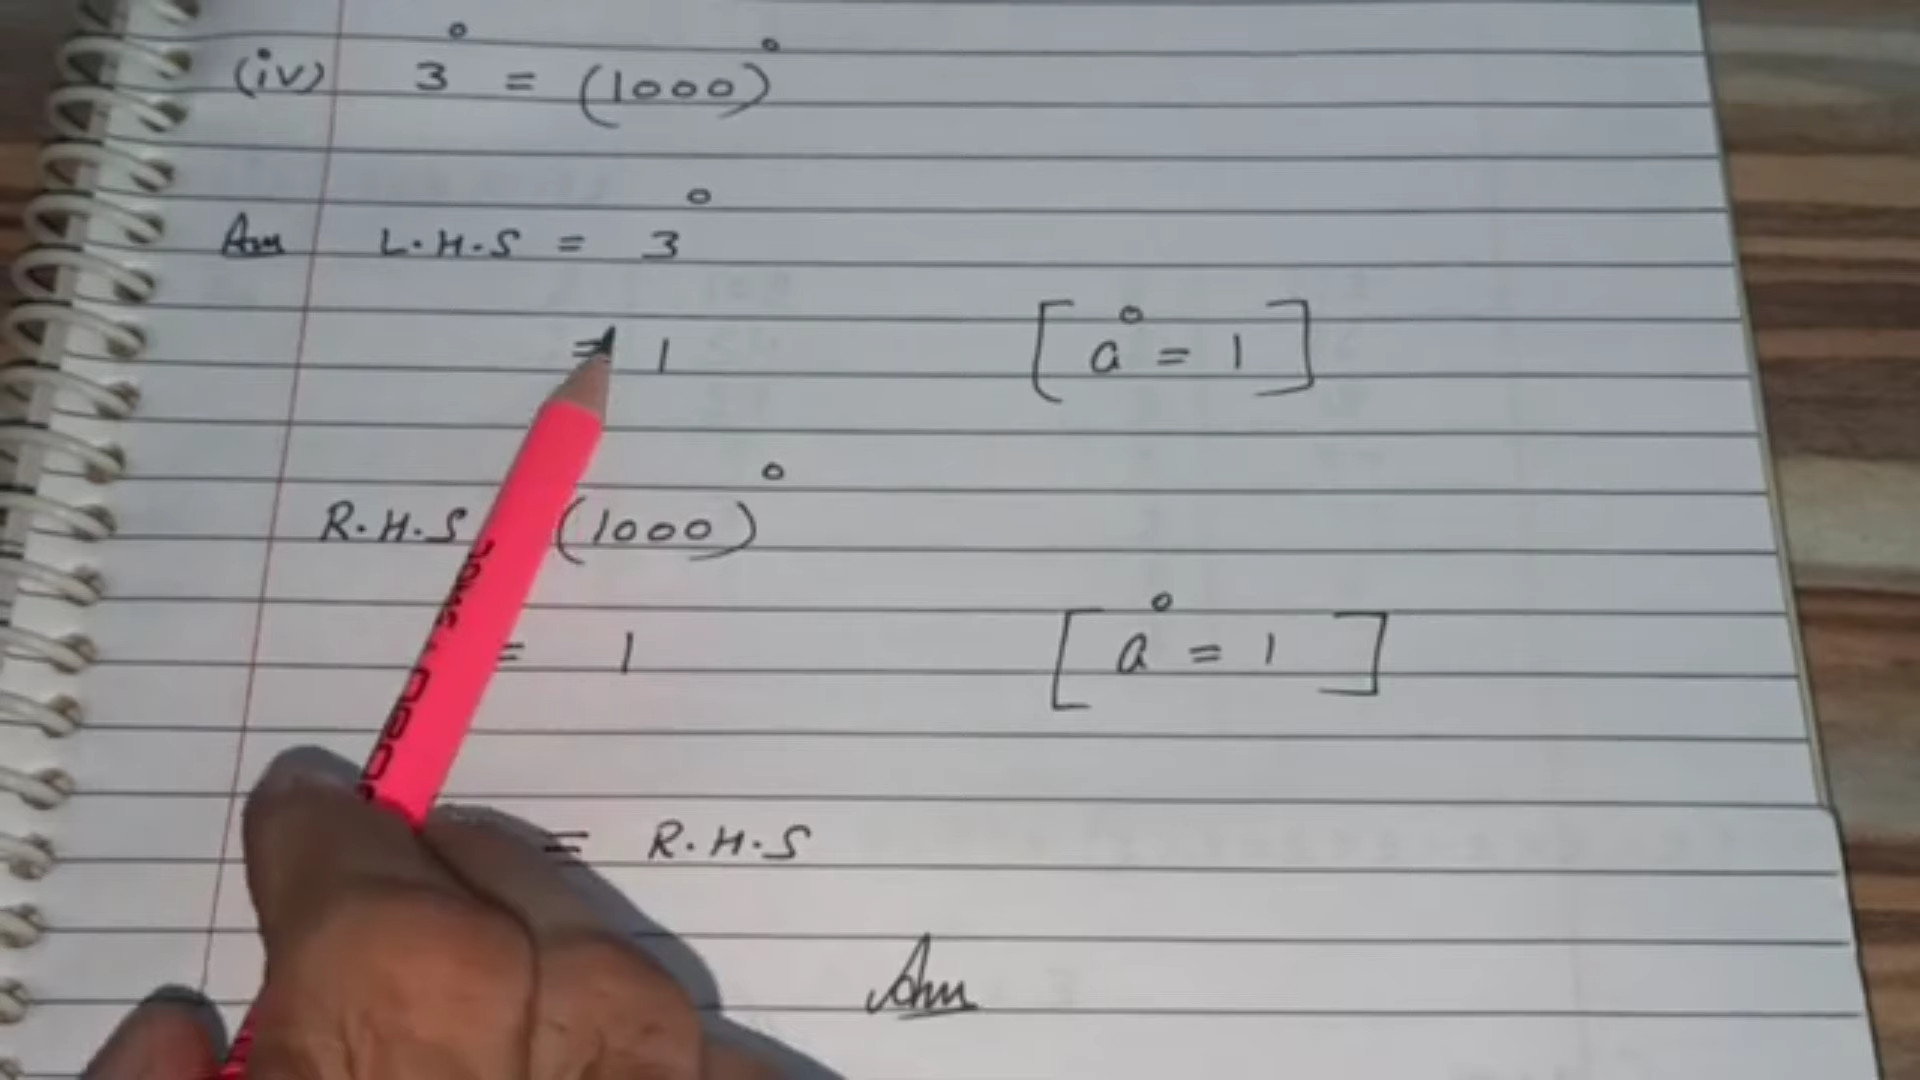 (iv) 3⁰ = (1000)⁰
Ans L.H.S = 3⁰
= 1 [a⁰ = 1]
R.H.S (1000)⁰
= 1 [a⁰ = 1]
= R.H.S
Ans